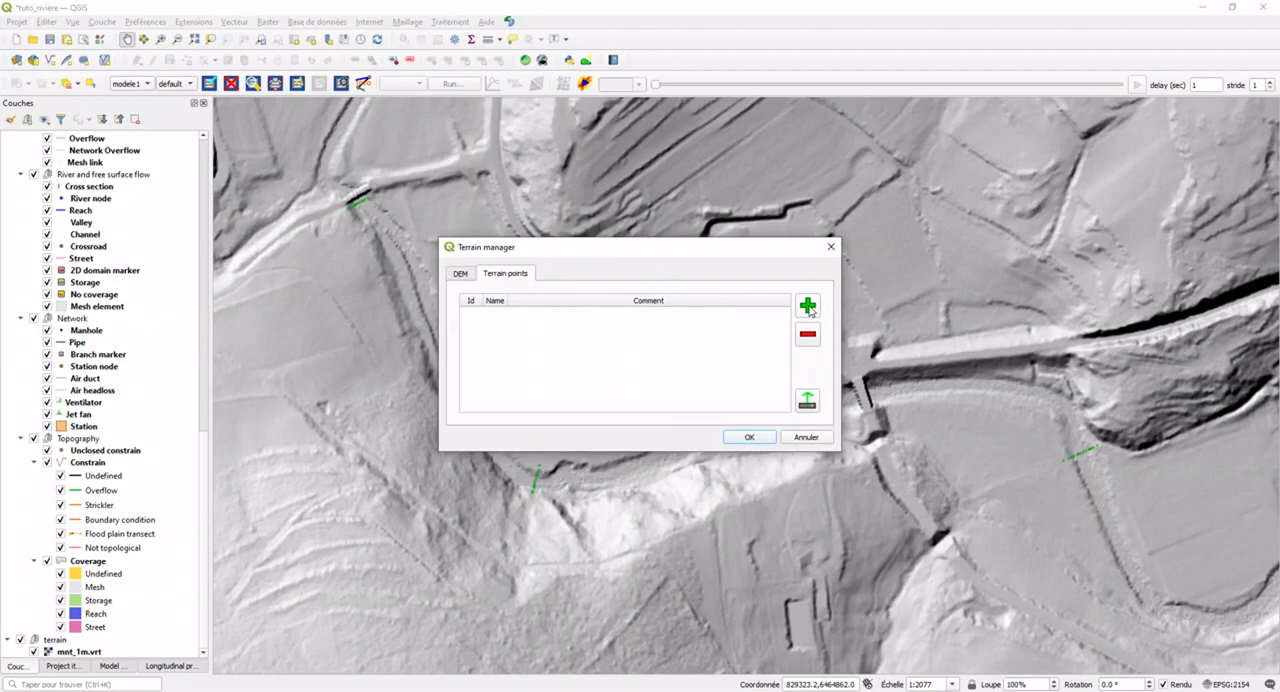 *tuto_riviere — QGIS
Projet Éditer Vue Couche Préférences Extensions Vecteur Raster Base de données Internet Maillage Traitement Aide
modele1 default Run... delay (sec) 1 stride 1
Couches
Overflow
Network Overflow
Mesh link
River and free surface flow
Cross section
River node
Reach
Valley
Channel
Crossroad
Street
2D domain marker
Storage
No coverage
Mesh element
Network
Manhole
Pipe
Branch marker
Station node
Air duct
Air headloss
Ventilator
Jet fan
Station
Topography
Unclosed constrain
Constrain
Undefined
Overflow
Strickler
Boundary condition
Flood plain transect
Not topological
Coverage
Undefined
Mesh
Storage
Reach
Street
terrain
mnt_1m.vrt
Couc... Project it... Model ... Longitudinal pr...
Terrain manager
DEM Terrain points
Id Name Comment
OK Annuler
Taper pour trouver (Ctrl+K) Coordonnée 829323.2,6464862.0 Échelle 1:2077 Loupe 100% Rotation 0.0 ° Rendu EPSG:2154